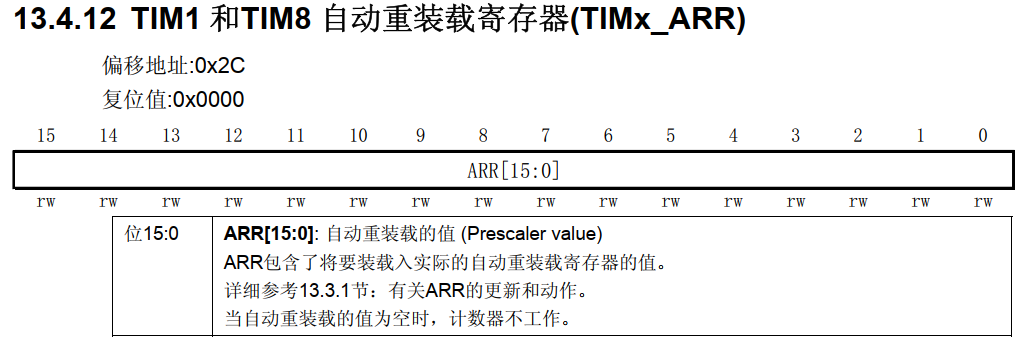 13.4.12 TIM1 和TIM8 自动重装载寄存器(TIMx_ARR)
偏移地址:0x2C
复位值:0x0000
15 14 13 12 11 10 9 8 7 6 5 4 3 2 1 0
ARR[15:0]
rw rw rw rw rw rw rw rw rw rw rw rw rw rw rw rw
位15:0 ARR[15:0]: 自动重装载的值 (Prescaler value)
ARR包含了将要装载入实际的自动重装载寄存器的值。
详细参考13.3.1节：有关ARR的更新和动作。
当自动重装载的值为空时，计数器不工作。